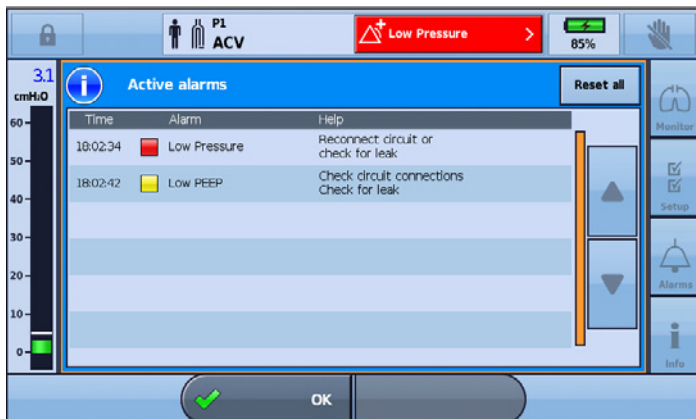 P1
ACV
Low Pressure
85%
3.1
cmH2O
Active alarms
Reset all
Time Alarm Help
18:02:34 Low Pressure Reconnect circuit or
check for leak
18:02:42 Low PEEP Check circuit connections
Check for leak
60
50
40
30
20
10
0
Monitor
Setup
Alarms
Info
OK